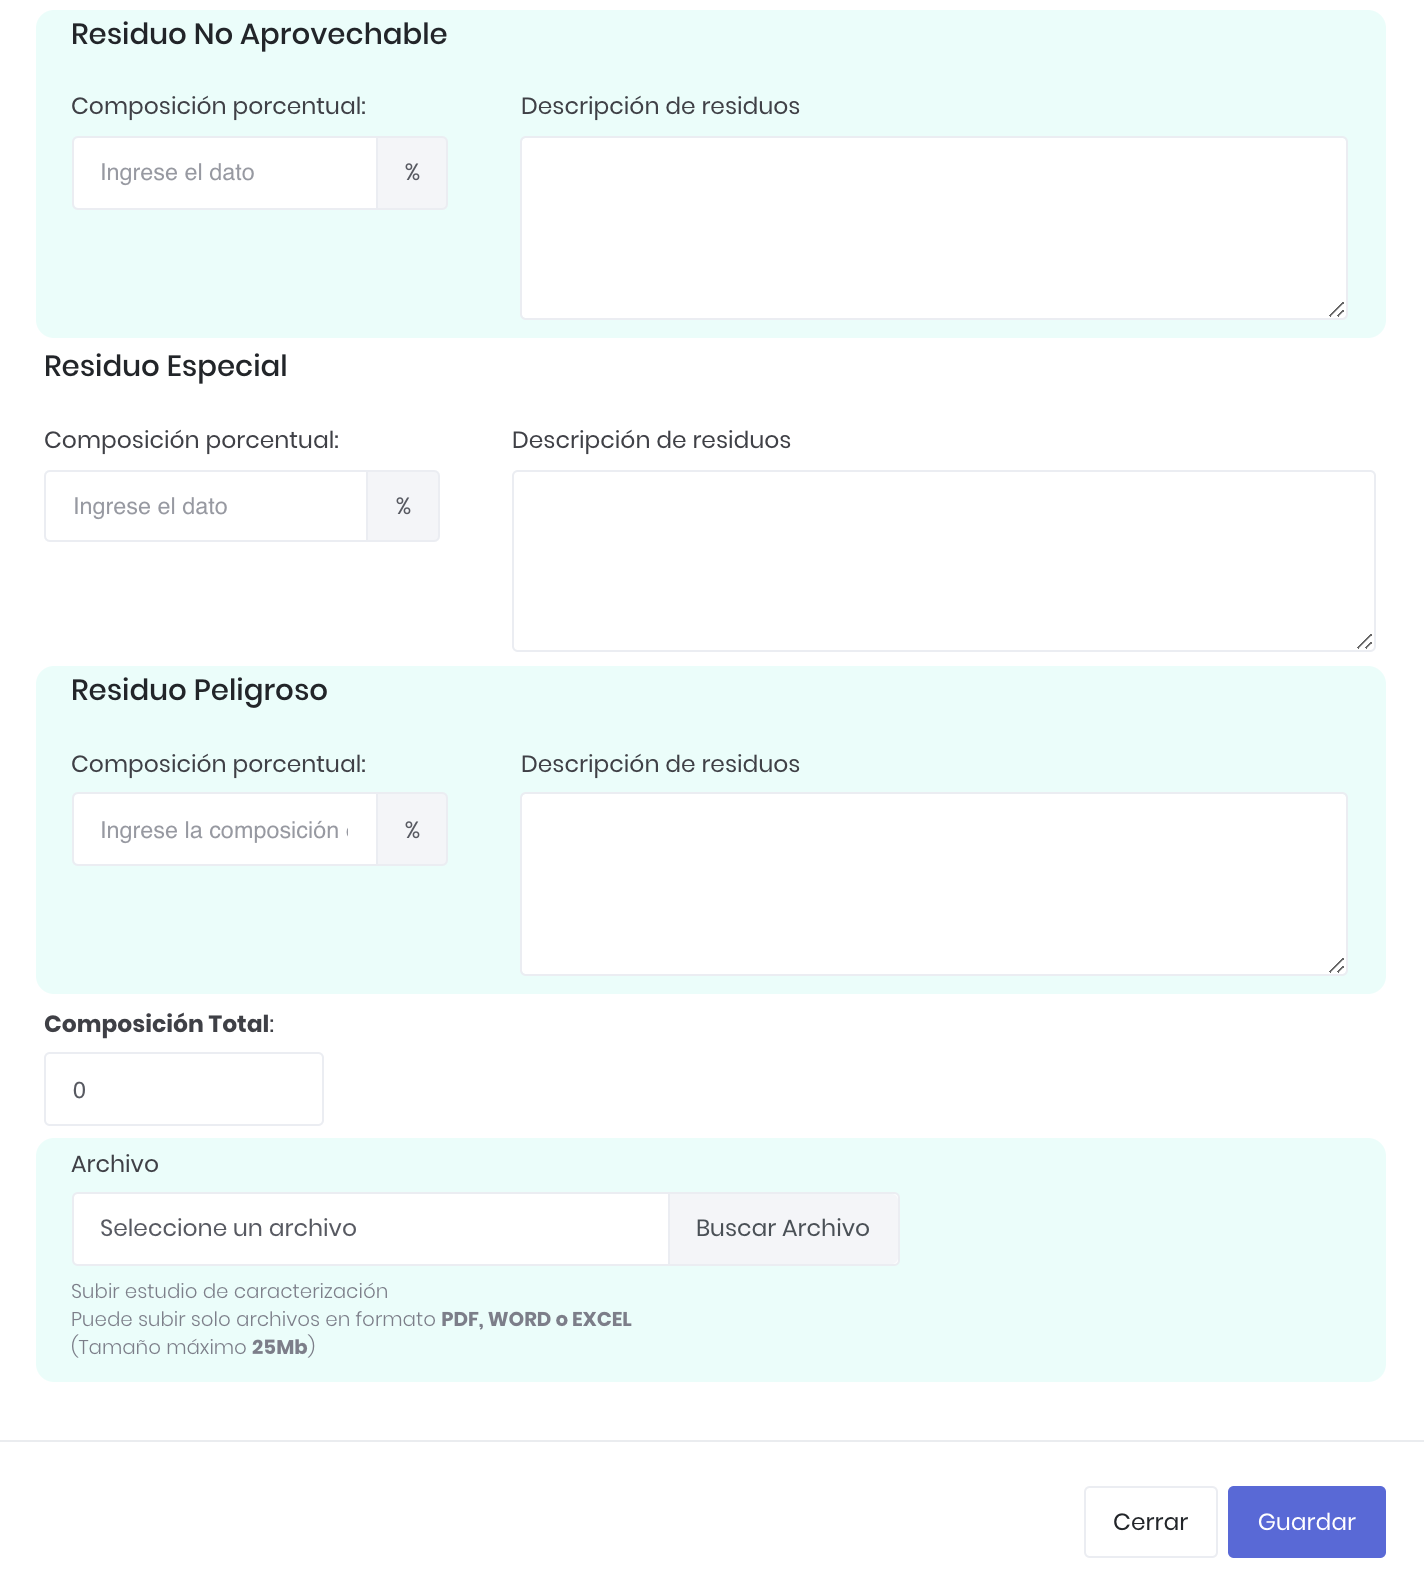 Residuo No Aprovechable
Composición porcentual:
Descripción de residuos
Ingrese el dato
%
Residuo Especial
Composición porcentual:
Descripción de residuos
Ingrese el dato
%
Residuo Peligroso
Composición porcentual:
Descripción de residuos
Ingrese la composición
%
Composición Total:
0
Archivo
Seleccione un archivo
Buscar Archivo
Subir estudio de caracterización
Puede subir solo archivos en formato PDF, WORD o EXCEL
(Tamaño máximo 25Mb)
Cerrar
Guardar